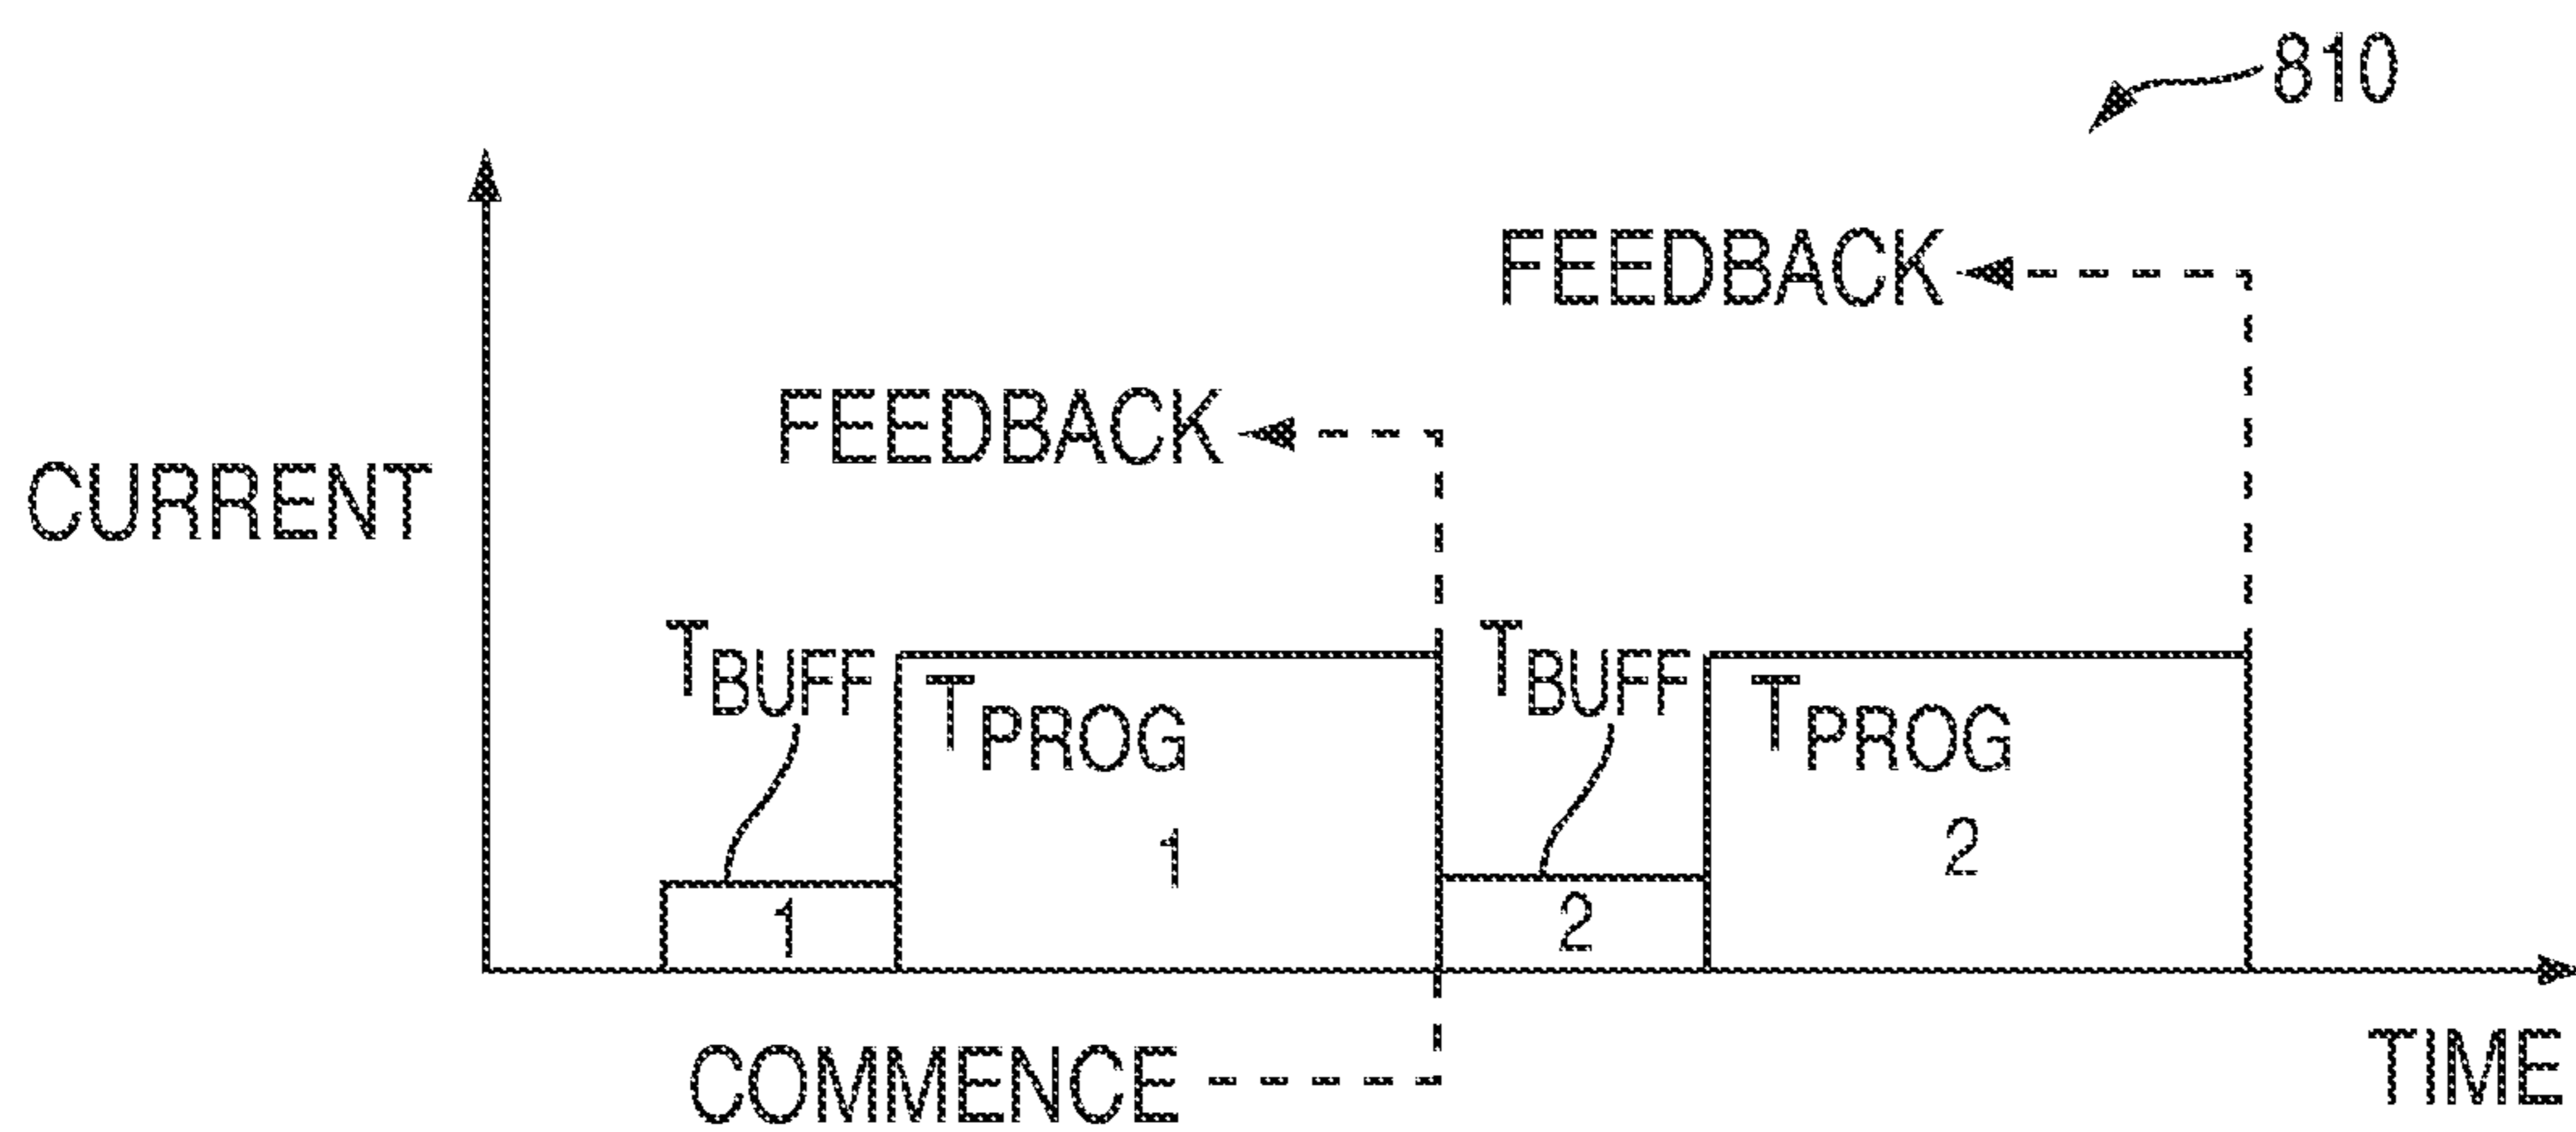 810
FEEDBACK
FEEDBACK
CURRENT
TBUFF
TPROG
TBUFF
TPROG
1
2
1
2
COMMENCE
TIME